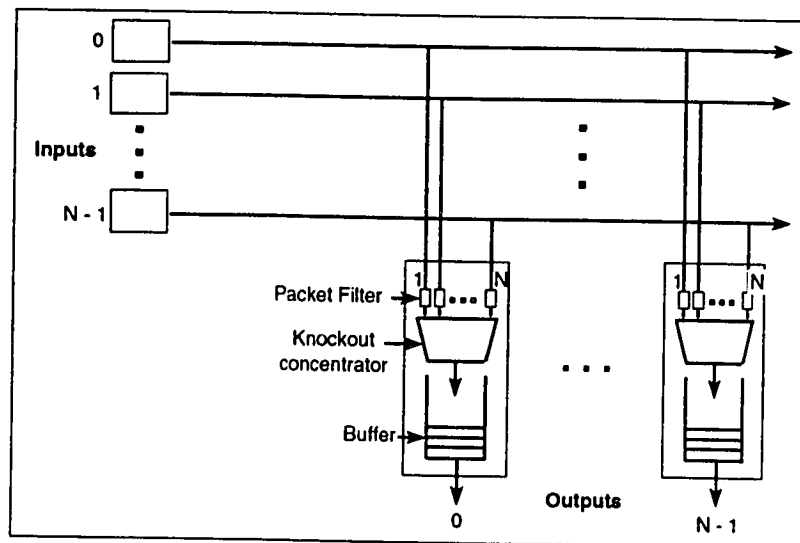 0
1
Inputs
N - 1
1 N
1 N
Packet Filter
Knockout
concentrator
Buffer
Outputs
0
N - 1